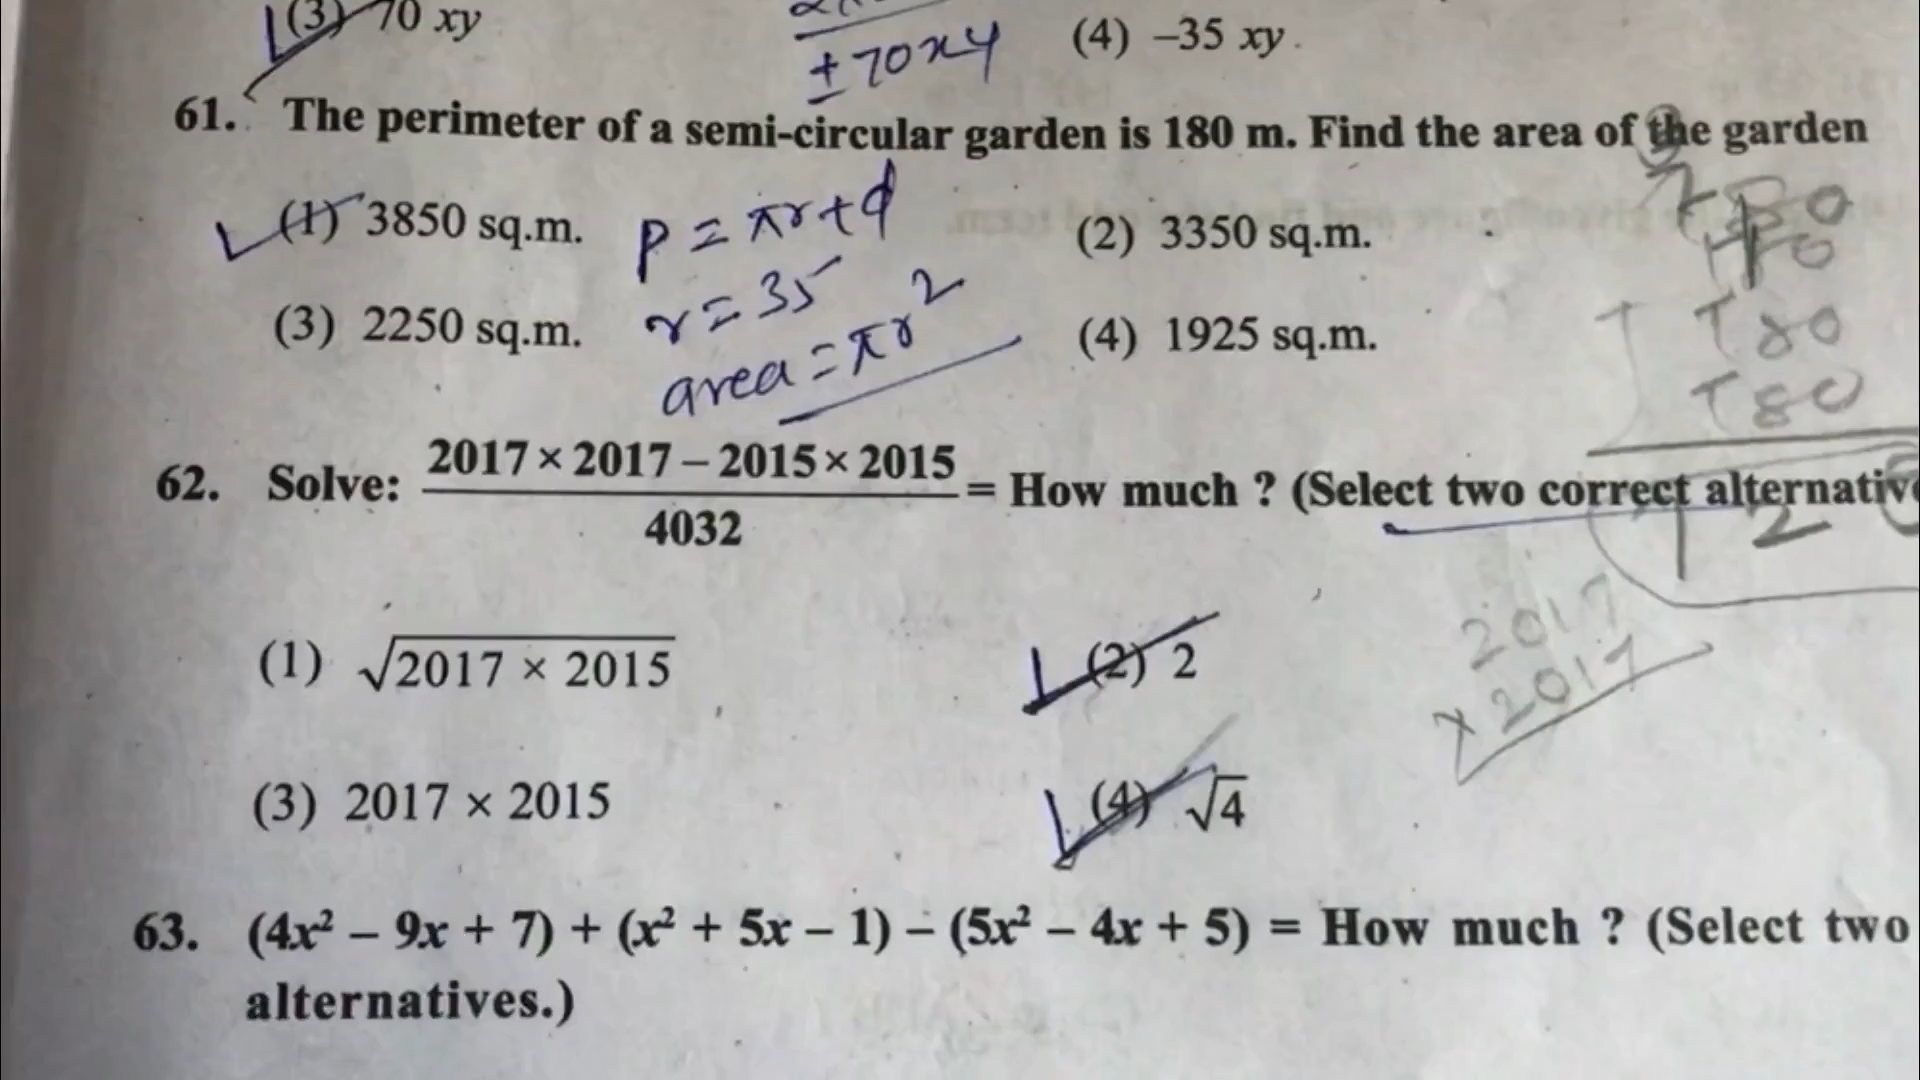 (3) 70 xy
±70xy
(4) –35 xy
61. The perimeter of a semi-circular garden is 180 m. Find the area of the garden
(1) 3850 sq.m.
P = πr+d
(2) 3350 sq.m.
(3) 2250 sq.m.
r = 35
(4) 1925 sq.m.
area = πr²
180
180
62. Solve: 2017 × 2017 – 2015 × 2015 / 4032 = How much ? (Select two correct alternativ
(1) √2017 × 2015
(2) 2
2017
× 2017
(3) 2017 × 2015
(4) √4
63. (4x² – 9x + 7) + (x² + 5x – 1) – (5x² – 4x + 5) = How much ? (Select two
alternatives.)